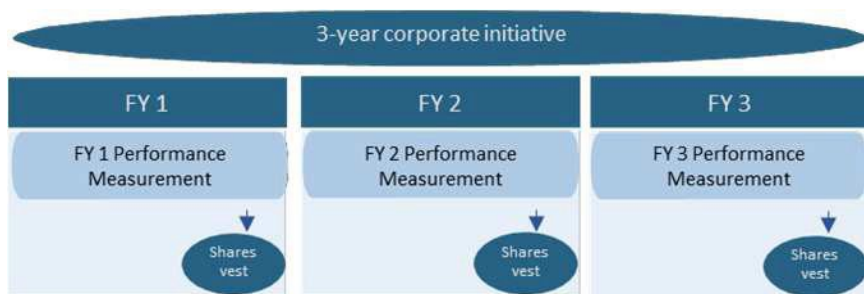 3-year corporate initiative
FY 1
FY 2
FY 3
FY 1 Performance
Measurement
FY 2 Performance
Measurement
FY 3 Performance
Measurement
Shares
vest
Shares
vest
Shares
vest